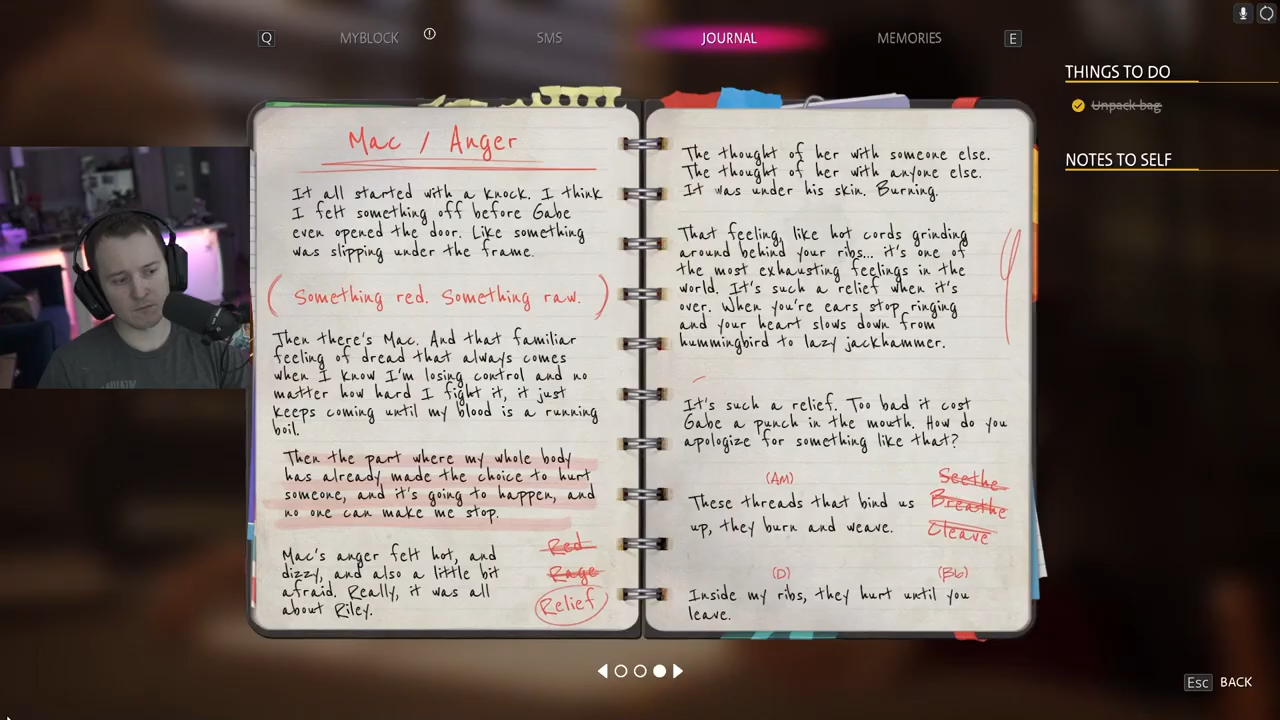 Q
MYBLOCK
SMS
JOURNAL
MEMORIES
E
THINGS TO DO
Unpack bag
NOTES TO SELF
Mac / Anger
It all started with a knock. I think
I felt something off before Gabe
even opened the door. Like something
was slipping under the frame.
(Something red. Something raw.)
Then there's Mac. And that familiar
feeling of dread that always comes
when I know I'm losing control and no
matter how hard I fight it, it just
keeps coming until my blood is a running
boil.
Then the part where my whole body
has already made the choice to hurt
someone, and it's going to happen, and
no one can make me stop.
Mac's anger felt hot, and
dizzy, and also a little bit
afraid. Really, it was all
about Riley.
Red
Rage
Relief
The thought of her with someone else.
The thought of her with anyone else.
It was under his skin. Burning.
That feeling, like hot cords grinding
around behind your ribs... it's one of
the most exhausting feelings in the
world. It's such a relief when it's
over. When you're ears stop ringing
and your heart slows down from
hummingbird to lazy jackhammer.
It's such a relief. Too bad it cost
Gabe a punch in the mouth. How do you
apologize for something like that?
(Am)
These threads that bind us
up, they burn and weave.
Seethe
Breathe
Cleave
(D) (Bb)
Inside my ribs, they hurt until you
leave.
Esc BACK